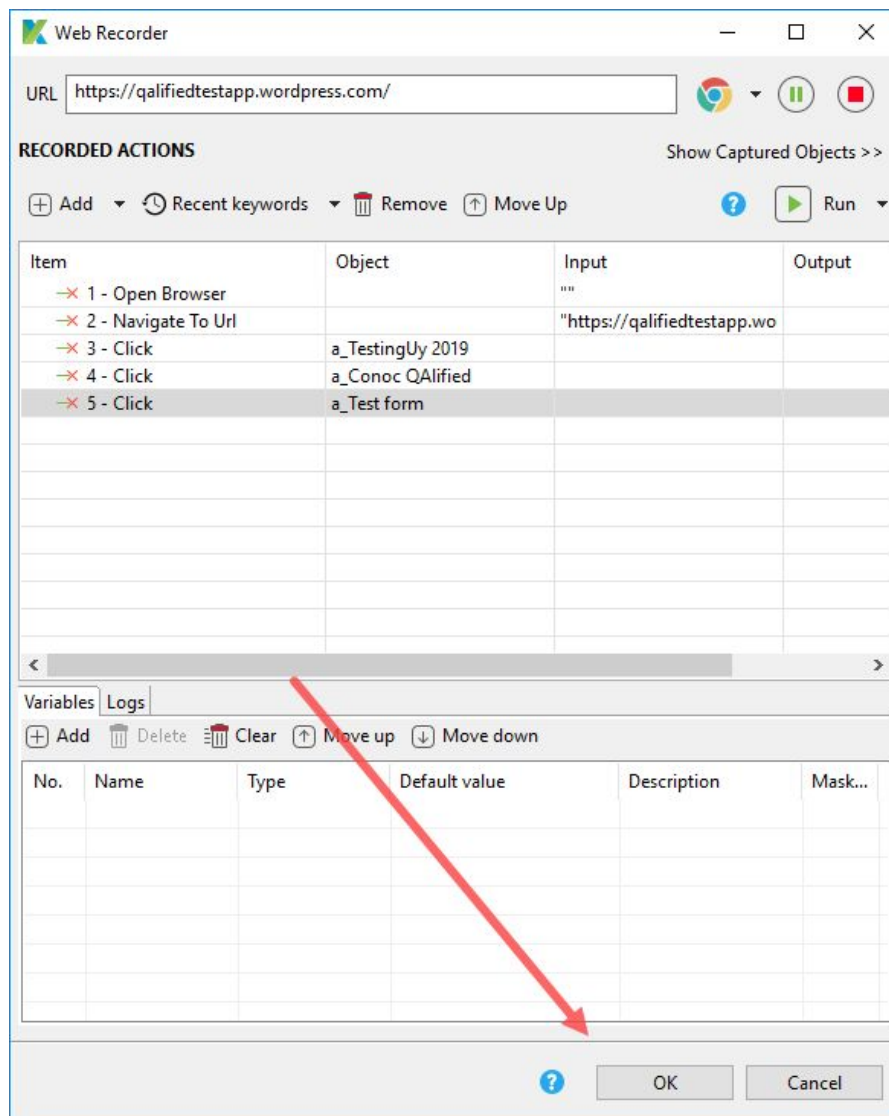 Web Recorder
URL https://qalifiedtestapp.wordpress.com/
RECORDED ACTIONS Show Captured Objects >>
Add Recent keywords Remove Move Up ? Run
Item Object Input Output
1 - Open Browser ""
2 - Navigate To Url "https://qalifiedtestapp.wo
3 - Click a_TestingUy 2019
4 - Click a_Conoc QAlified
5 - Click a_Test form
Variables Logs
Add Delete Clear Move up Move down
No. Name Type Default value Description Mask...
? OK Cancel